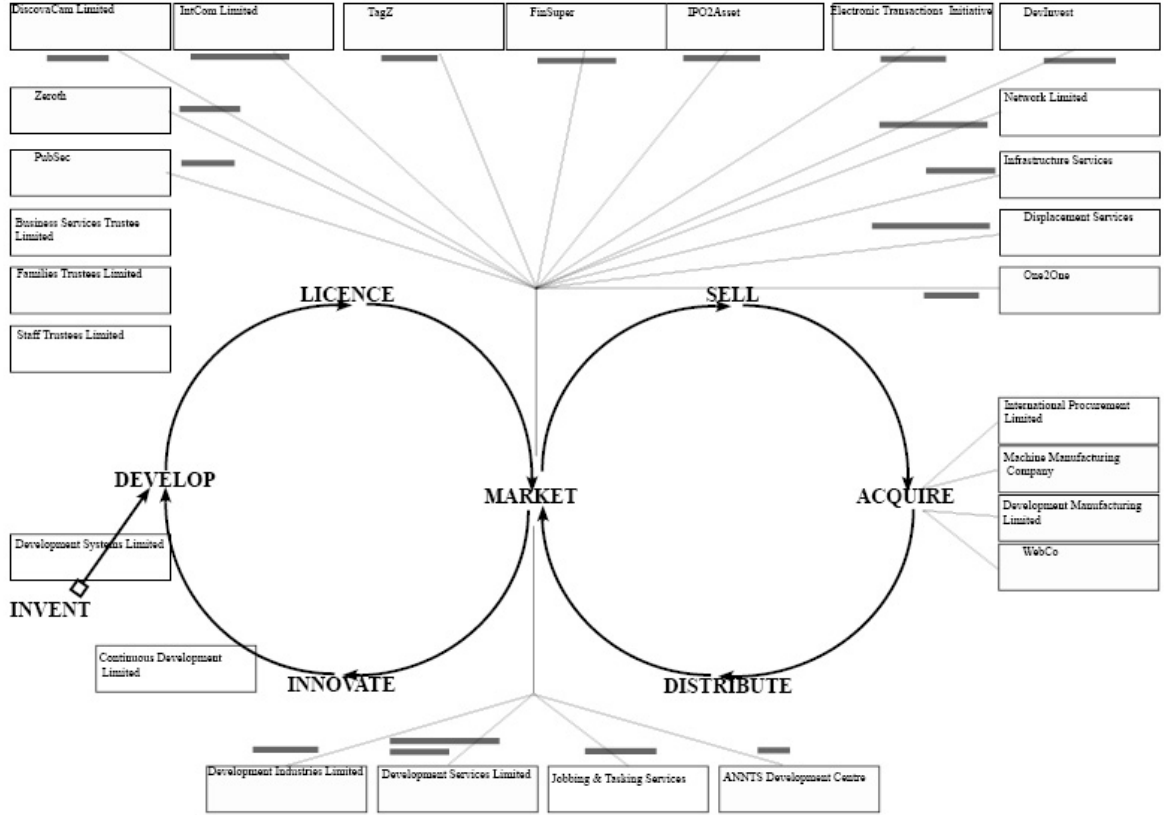 DiscovaCam Limited
IntCom Limited
TagZ
FinSuper
IPO2Asset
Electronic Transactions Initiative
DevInvest
Zeroth
Network Limited
PubSec
Infrastructure Services
Business Services Trustee
Limited
Displacement Services
Families Trustees Limited
One2One
LICENCE
SELL
Staff Trustees Limited
International Procurement
Limited
Machine Manufacturing
Company
DEVELOP
MARKET
ACQUIRE
Development Manufacturing
Limited
Development Systems Limited
WebCo
INVENT
Continuous Development
Limited
INNOVATE
DISTRIBUTE
Development Industries Limited
Development Services Limited
Jobbing & Tasking Services
ANNTS Development Centre